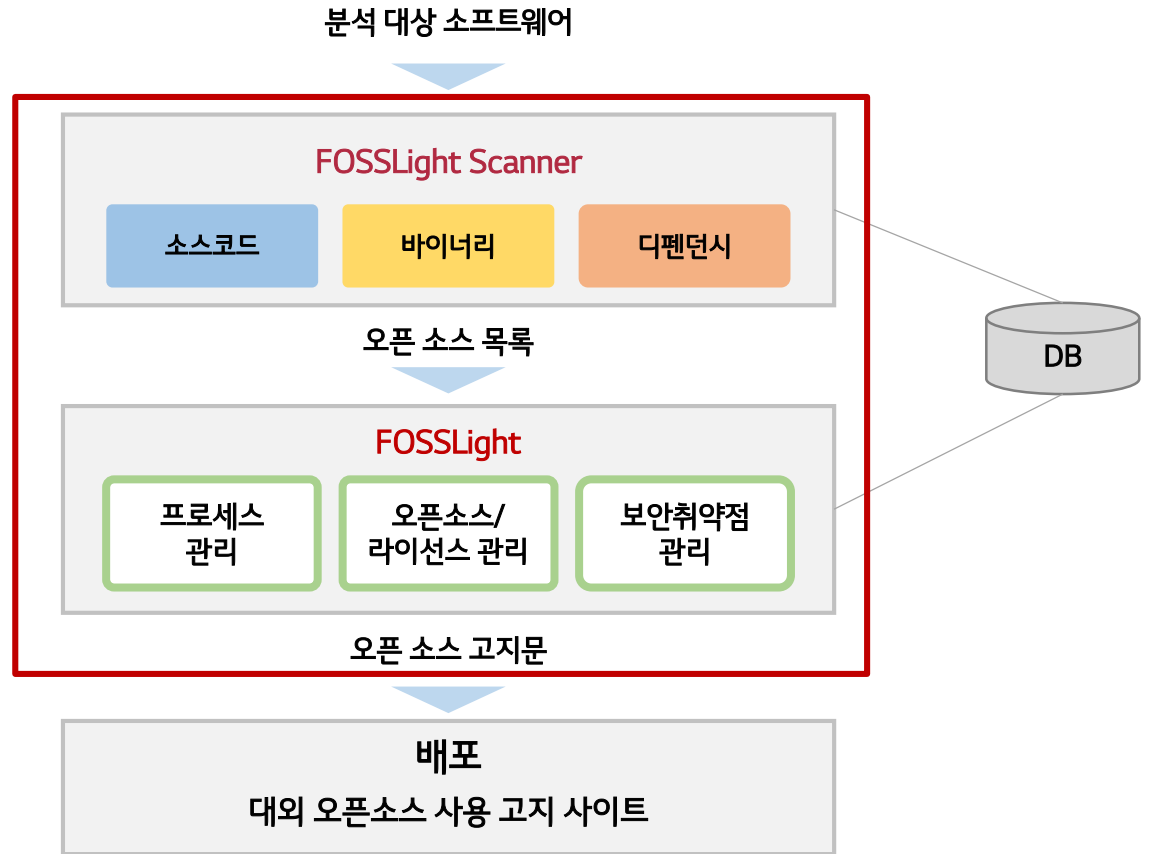 분석 대상 소프트웨어
FOSSLight Scanner
소스코드
바이너리
디펜던시
오픈 소스 목록
DB
FOSSLight
프로세스
관리
오픈소스/
라이선스 관리
보안취약점
관리
오픈 소스 고지문
배포
대외 오픈소스 사용 고지 사이트